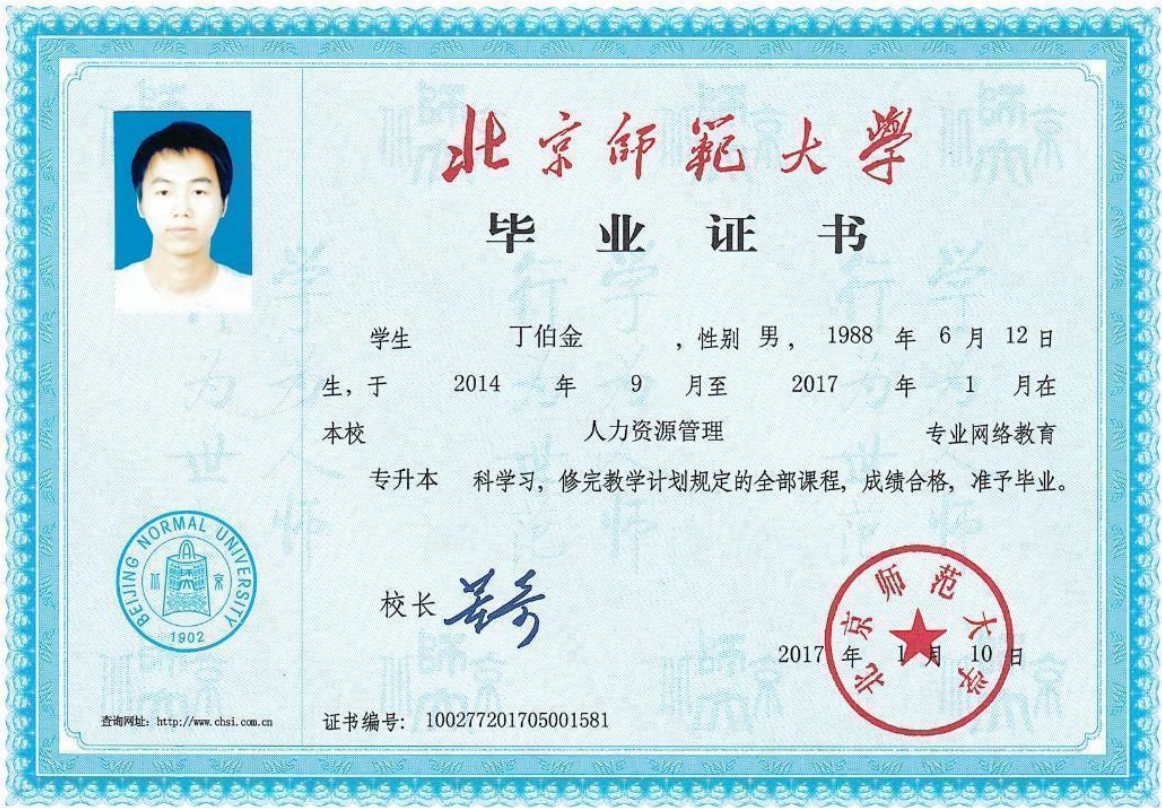 北京师范大學
毕业证书
学生 丁伯金 ，性别 男， 1988 年 6 月 12 日
生，于 2014 年 9 月至 2017 年 1 月在
本校 人力资源管理 专业网络教育
专升本 科学习，修完教学计划规定的全部课程，成绩合格，准予毕业。
BEIJING NORMAL UNIVERSITY
1902
校长
北京师范大学
2017 年 1 月 10 日
查询网址：http://www.chsi.com.cn
证书编号：100277201705001581